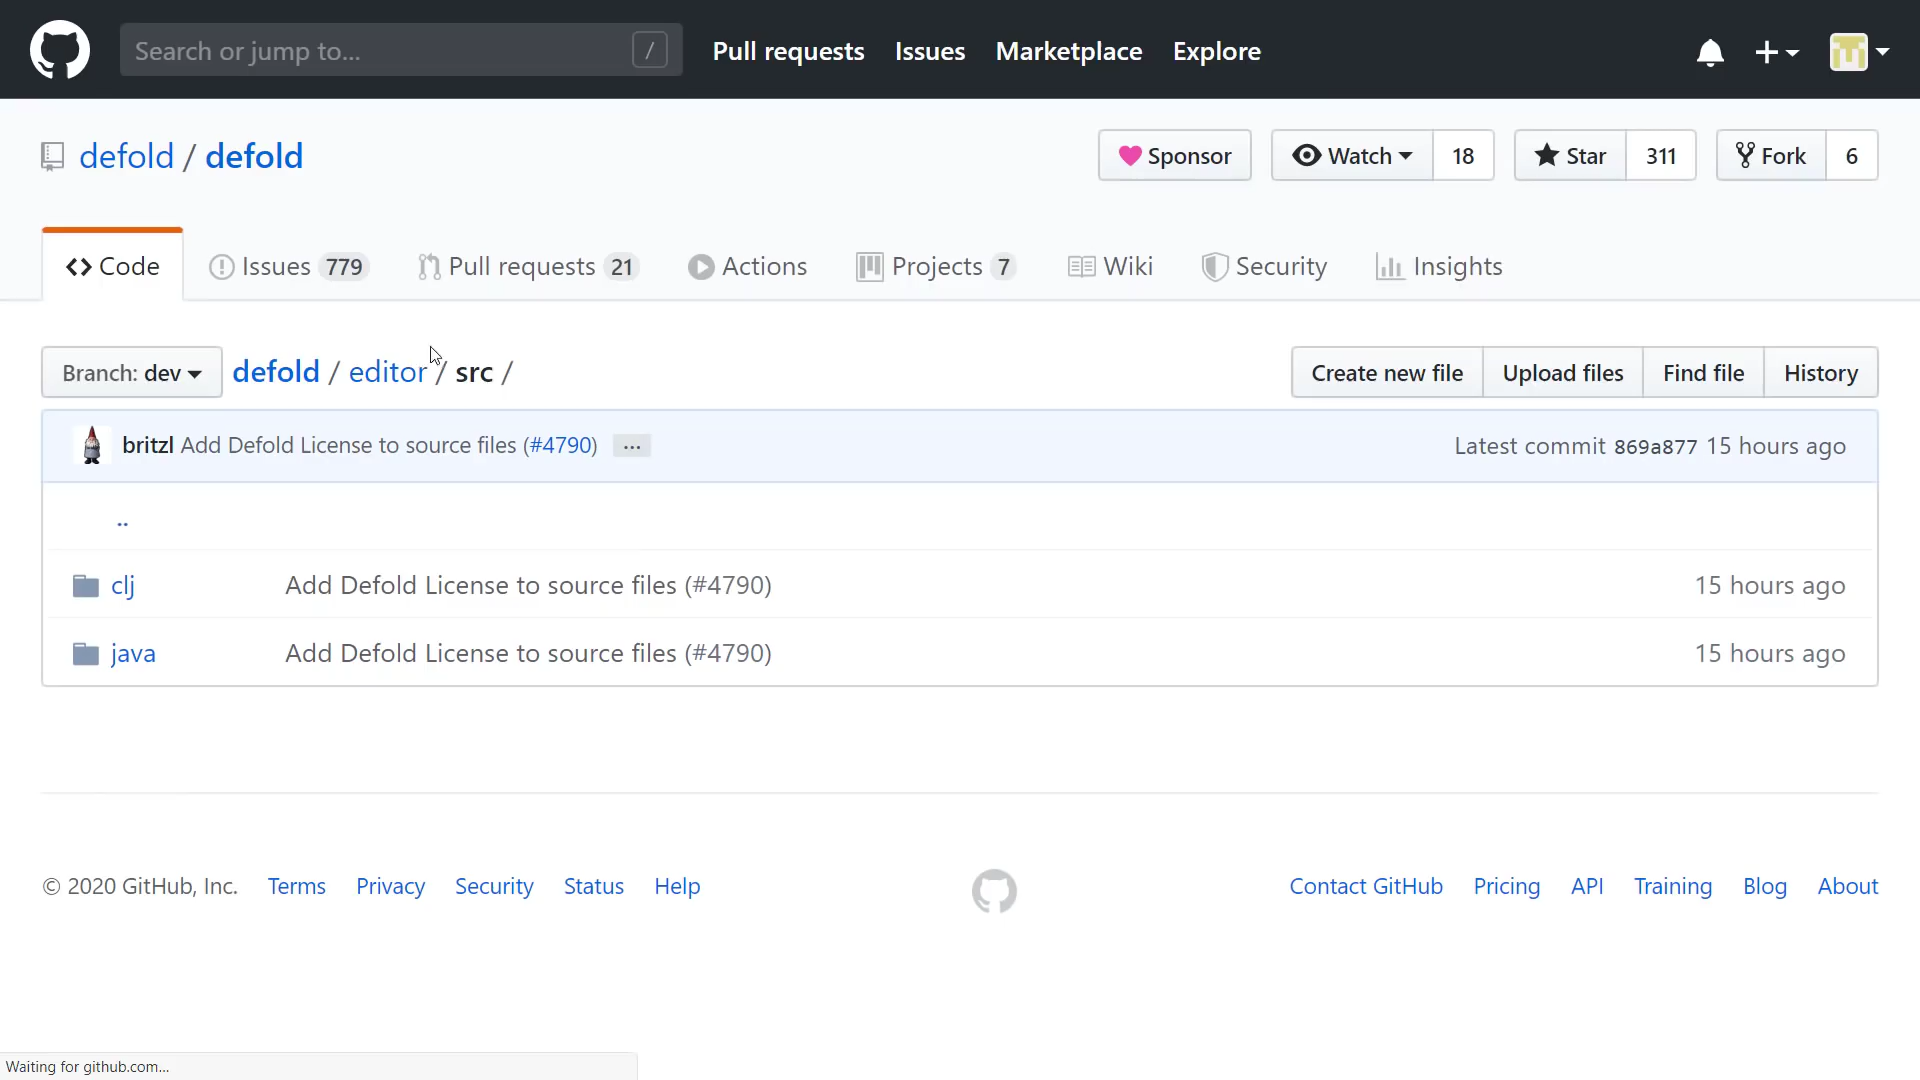 Search or jump to... / Pull requests Issues Marketplace Explore
defold / defold Sponsor Watch 18 Star 311 Fork 6
Code Issues 779 Pull requests 21 Actions Projects 7 Wiki Security Insights
Branch: dev defold / editor / src / Create new file Upload files Find file History
britzl Add Defold License to source files (#4790) ... Latest commit 869a877 15 hours ago
..
clj Add Defold License to source files (#4790) 15 hours ago
java Add Defold License to source files (#4790) 15 hours ago
© 2020 GitHub, Inc. Terms Privacy Security Status Help Contact GitHub Pricing API Training Blog About
Waiting for github.com...